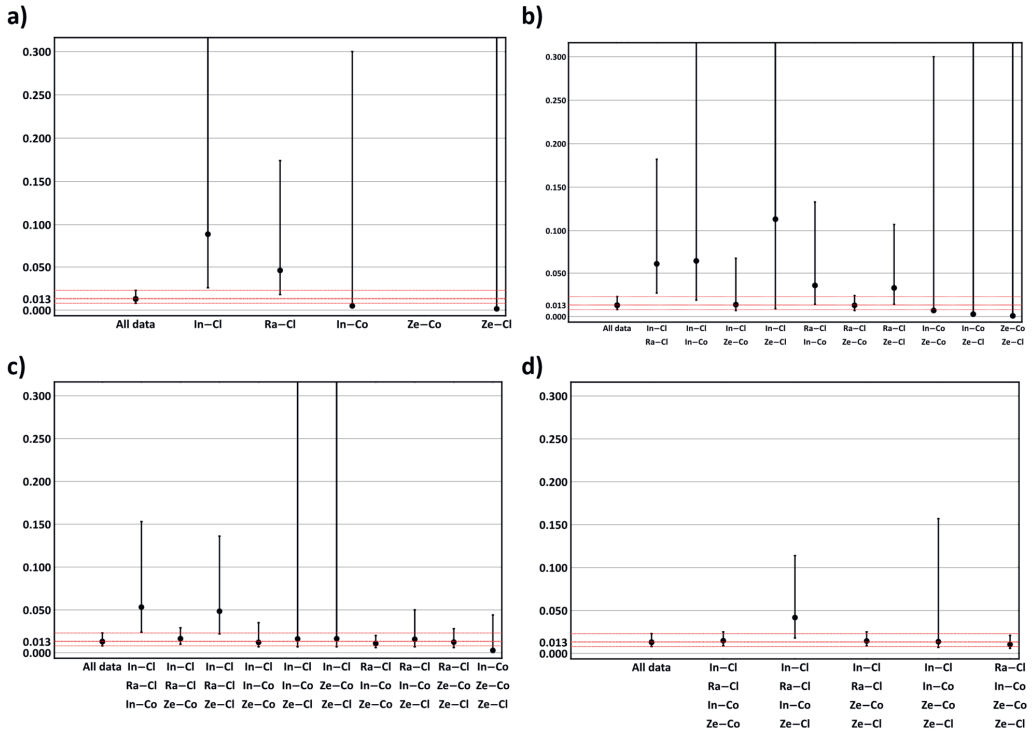 a)
0.300
0.250
0.200
0.150
0.100
0.050
0.013
0.000
All data In−Cl Ra−Cl In−Co Ze−Co Ze−Cl
b)
0.300
0.250
0.200
0.150
0.100
0.050
0.013
0.000
All data In−Cl In−Cl In−Cl In−Cl Ra−Cl Ra−Cl Ra−Cl In−Co In−Co Ze−Co
Ra−Cl In−Co Ze−Co Ze−Cl In−Co Ze−Co Ze−Cl Ze−Co Ze−Cl Ze−Cl
c)
0.300
0.250
0.200
0.150
0.100
0.050
0.013
0.000
All data In−Cl In−Cl In−Cl In−Cl In−Cl In−Cl Ra−Cl Ra−Cl Ra−Cl In−Co
Ra−Cl Ra−Cl Ra−Cl In−Co In−Co Ze−Co In−Co In−Co Ze−Co Ze−Co
In−Co Ze−Co Ze−Cl Ze−Co Ze−Cl Ze−Cl Ze−Co Ze−Cl Ze−Cl Ze−Cl
d)
0.300
0.250
0.200
0.150
0.100
0.050
0.013
0.000
All data In−Cl In−Cl In−Cl In−Cl Ra−Cl
Ra−Cl Ra−Cl Ra−Cl In−Co In−Co
In−Co In−Co Ze−Co Ze−Co Ze−Co
Ze−Co Ze−Cl Ze−Cl Ze−Cl Ze−Cl